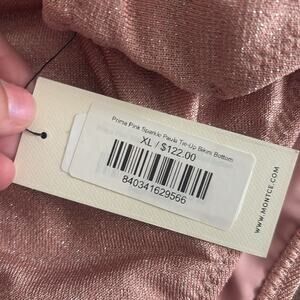 Prima Pink Sparkle Paula Tie-Up Bikini Bottom
XL / $122.00
840341629566
WWW.MONTCE.COM